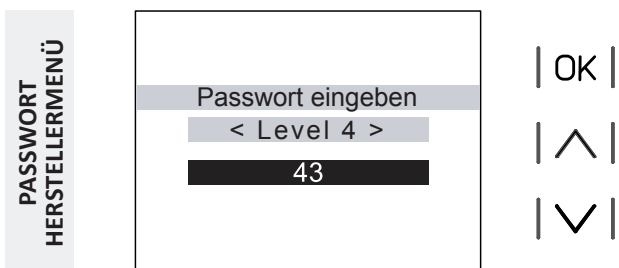 PASSWORT
HERSTELLERMENÜ
Passwort eingeben
< Level 4 >
43
OK